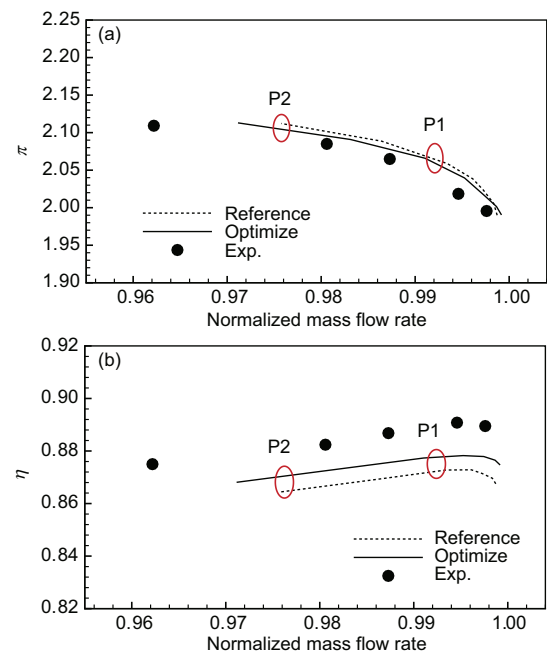 (a)
2.25
2.20
2.15
2.10
2.05
2.00
1.95
1.90
π
P2
P1
Reference
Optimize
Exp.
0.96 0.97 0.98 0.99 1.00
Normalized mass flow rate
(b)
0.92
0.90
0.88
0.86
0.84
0.82
η
P2
P1
Reference
Optimize
Exp.
0.96 0.97 0.98 0.99 1.00
Normalized mass flow rate